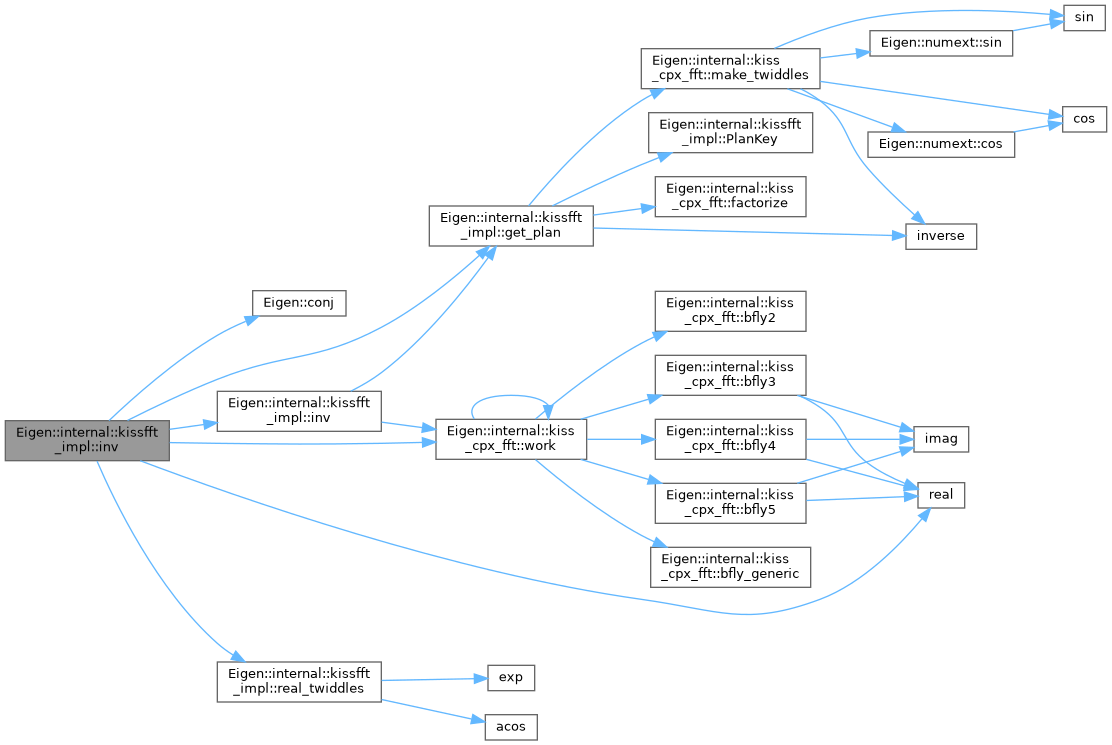 Eigen::internal::kissfft
_impl::inv
Eigen::conj
Eigen::internal::kissfft
_impl::inv
Eigen::internal::kissfft
_impl::real_twiddles
Eigen::internal::kissfft
_impl::get_plan
Eigen::internal::kiss
_cpx_fft::work
exp
acos
Eigen::internal::kiss
_cpx_fft::make_twiddles
Eigen::internal::kissfft
_impl::PlanKey
Eigen::internal::kiss
_cpx_fft::factorize
Eigen::internal::kiss
_cpx_fft::bfly2
Eigen::internal::kiss
_cpx_fft::bfly3
Eigen::internal::kiss
_cpx_fft::bfly4
Eigen::internal::kiss
_cpx_fft::bfly5
Eigen::internal::kiss
_cpx_fft::bfly_generic
Eigen::numext::sin
Eigen::numext::cos
inverse
imag
real
sin
cos